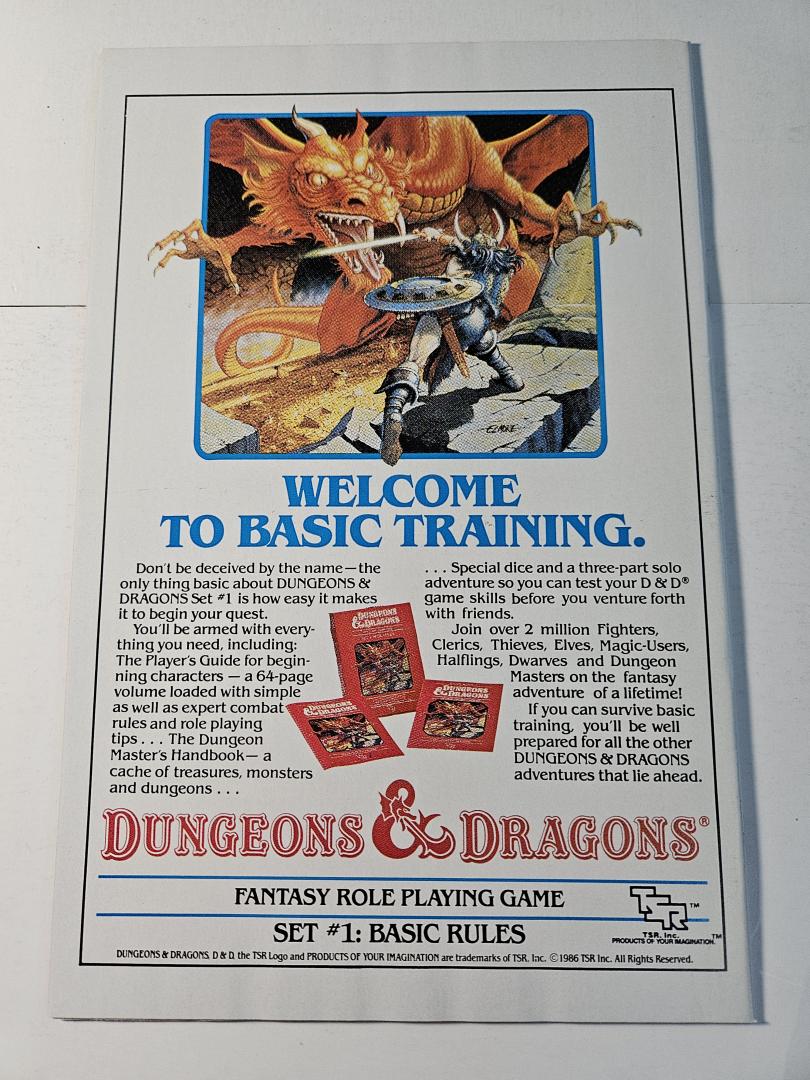 ELMORE
WELCOME
TO BASIC TRAINING.
Don't be deceived by the name—the
only thing basic about DUNGEONS &
DRAGONS Set #1 is how easy it makes
it to begin your quest.
You'll be armed with every-
thing you need, including:
The Player's Guide for begin-
ning characters — a 64-page
volume loaded with simple
as well as expert combat
rules and role playing
tips . . . The Dungeon
Master's Handbook— a
cache of treasures, monsters
and dungeons . . .
. . . Special dice and a three-part solo
adventure so you can test your D & D®
game skills before you venture forth
with friends.
Join over 2 million Fighters,
Clerics, Thieves, Elves, Magic-Users,
Halflings, Dwarves and Dungeon
Masters on the fantasy
adventure of a lifetime!
If you can survive basic
training, you'll be well
prepared for all the other
DUNGEONS & DRAGONS
adventures that lie ahead.
DUNGEONS
& DRAGONS
DUNGEONS
& DRAGONS
DUNGEONS
& DRAGONS
DUNGEONS & DRAGONS®
FANTASY ROLE PLAYING GAME
SET #1: BASIC RULES
TSR™
TSR, Inc.
PRODUCTS OF YOUR IMAGINATION™
DUNGEONS & DRAGONS, D & D, the TSR Logo and PRODUCTS OF YOUR IMAGINATION are trademarks of TSR, Inc. ©1986 TSR Inc. All Rights Reserved.